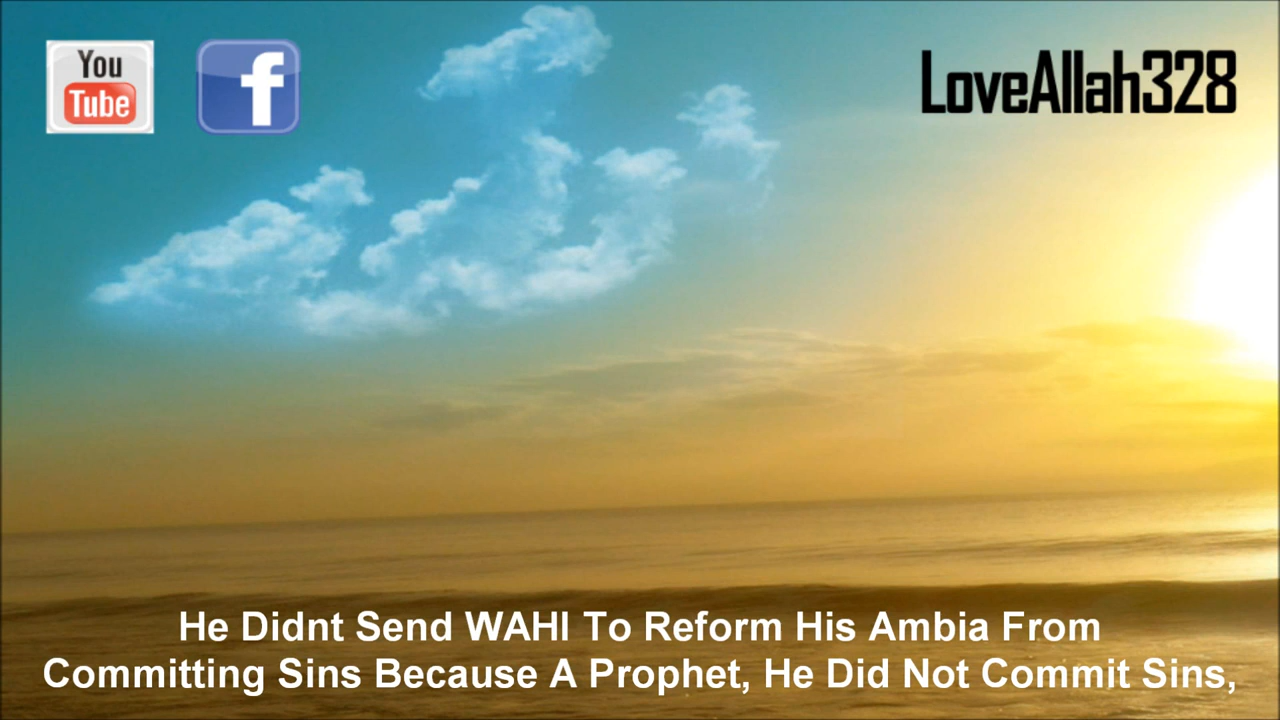 You
Tube
f
LoveAllah328
He Didnt Send WAHI To Reform His Ambia From
Committing Sins Because A Prophet, He Did Not Commit Sins,